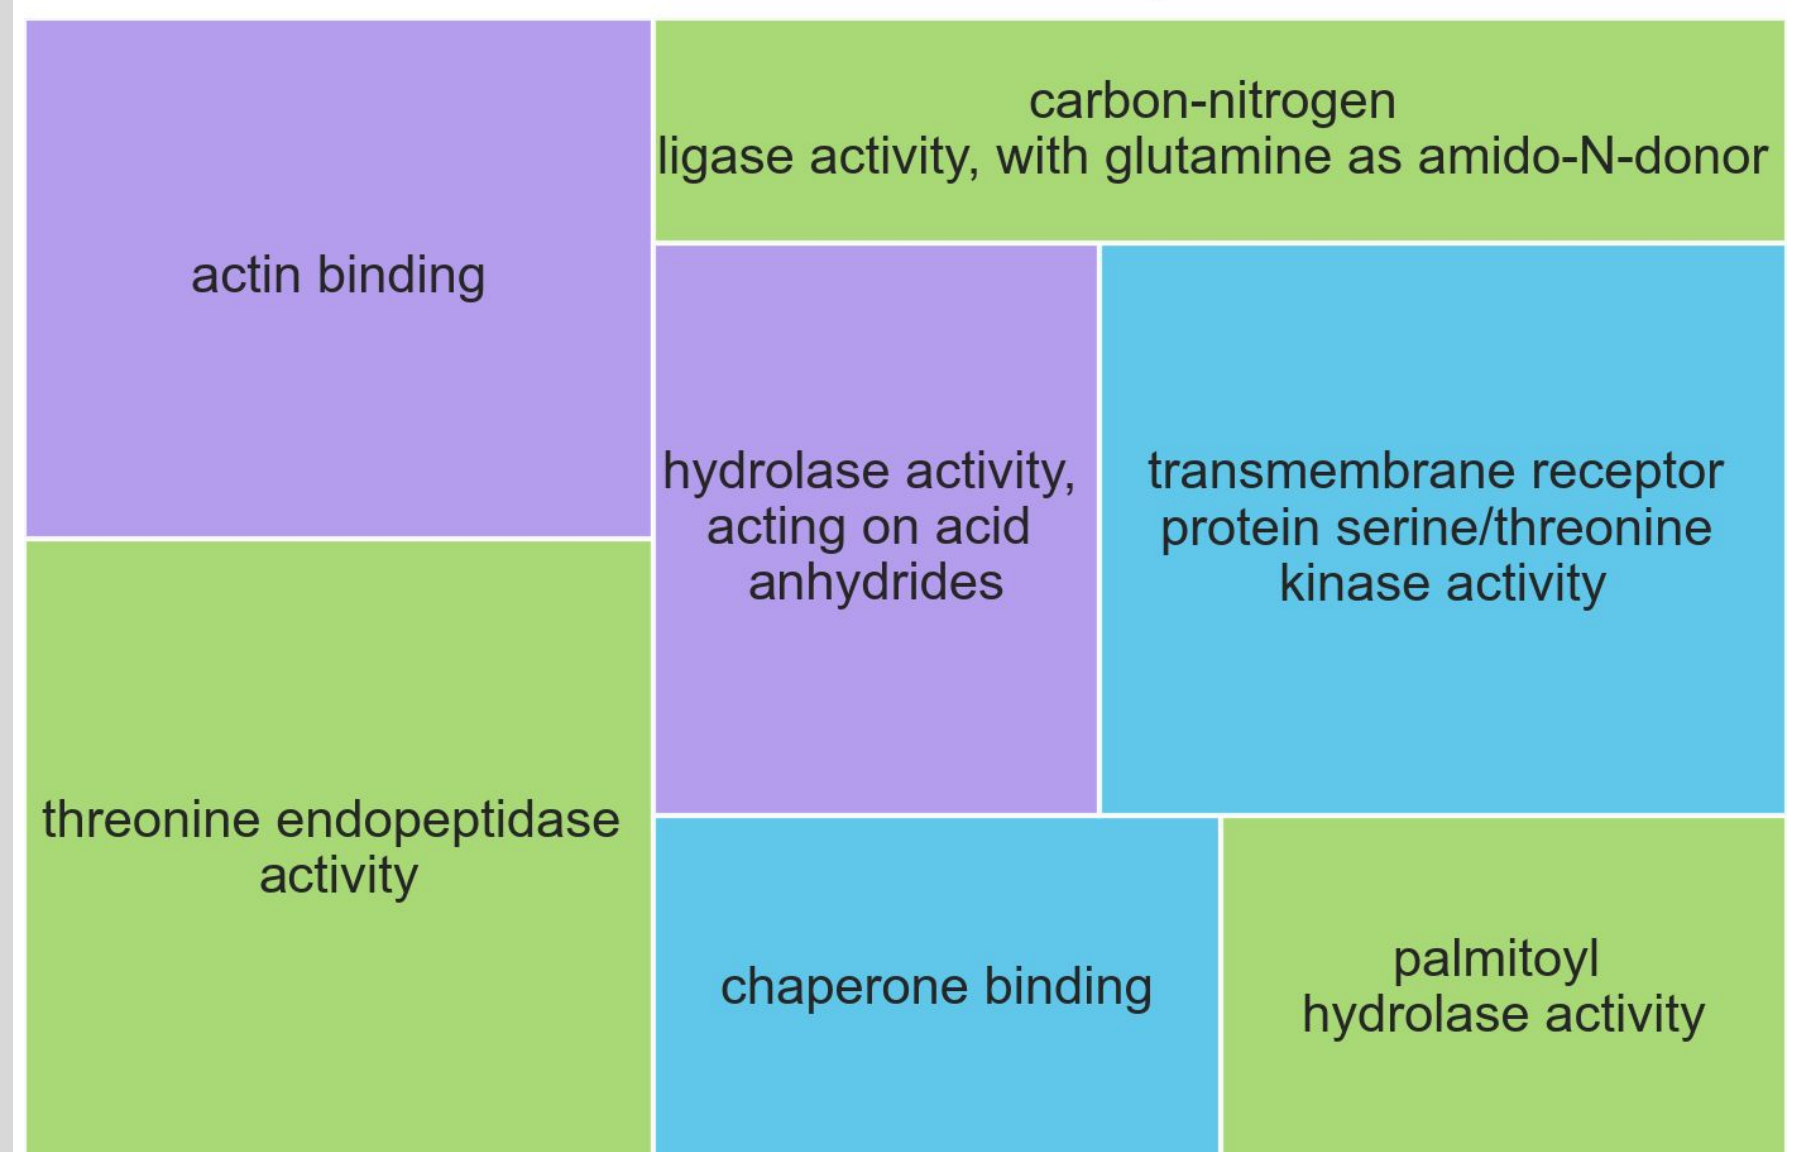 actin binding
carbon-nitrogen
ligase activity, with glutamine as amido-N-donor
hydrolase activity,
acting on acid
anhydrides
transmembrane receptor
protein serine/threonine
kinase activity
threonine endopeptidase
activity
chaperone binding
palmitoyl
hydrolase activity